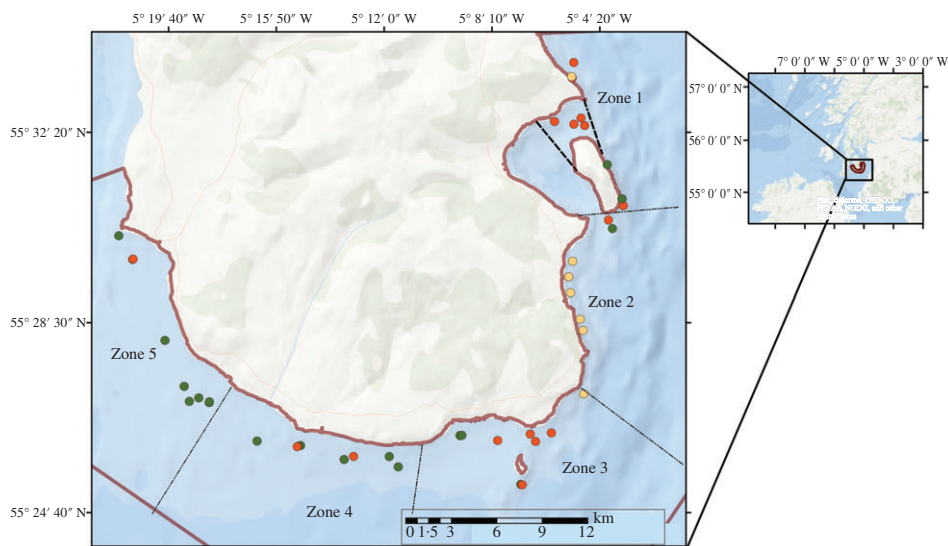 5° 19′ 40″ W 5° 15′ 50″ W 5° 12′ 0″ W 5° 8′ 10″ W 5° 4′ 20″ W
7° 0′ 0″ W 5° 0′ 0″ W 3° 0′ 0″ W
57° 0′ 0″ N
Zone 1
55° 32′ 20″ N
56° 0′ 0″ N
55° 0′ 0″ N
and other
Zone 2
55° 28′ 30″ N
Zone 5
Zone 3
Zone 4
55° 24′ 40″ N
km
0 1·5 3 6 9 12